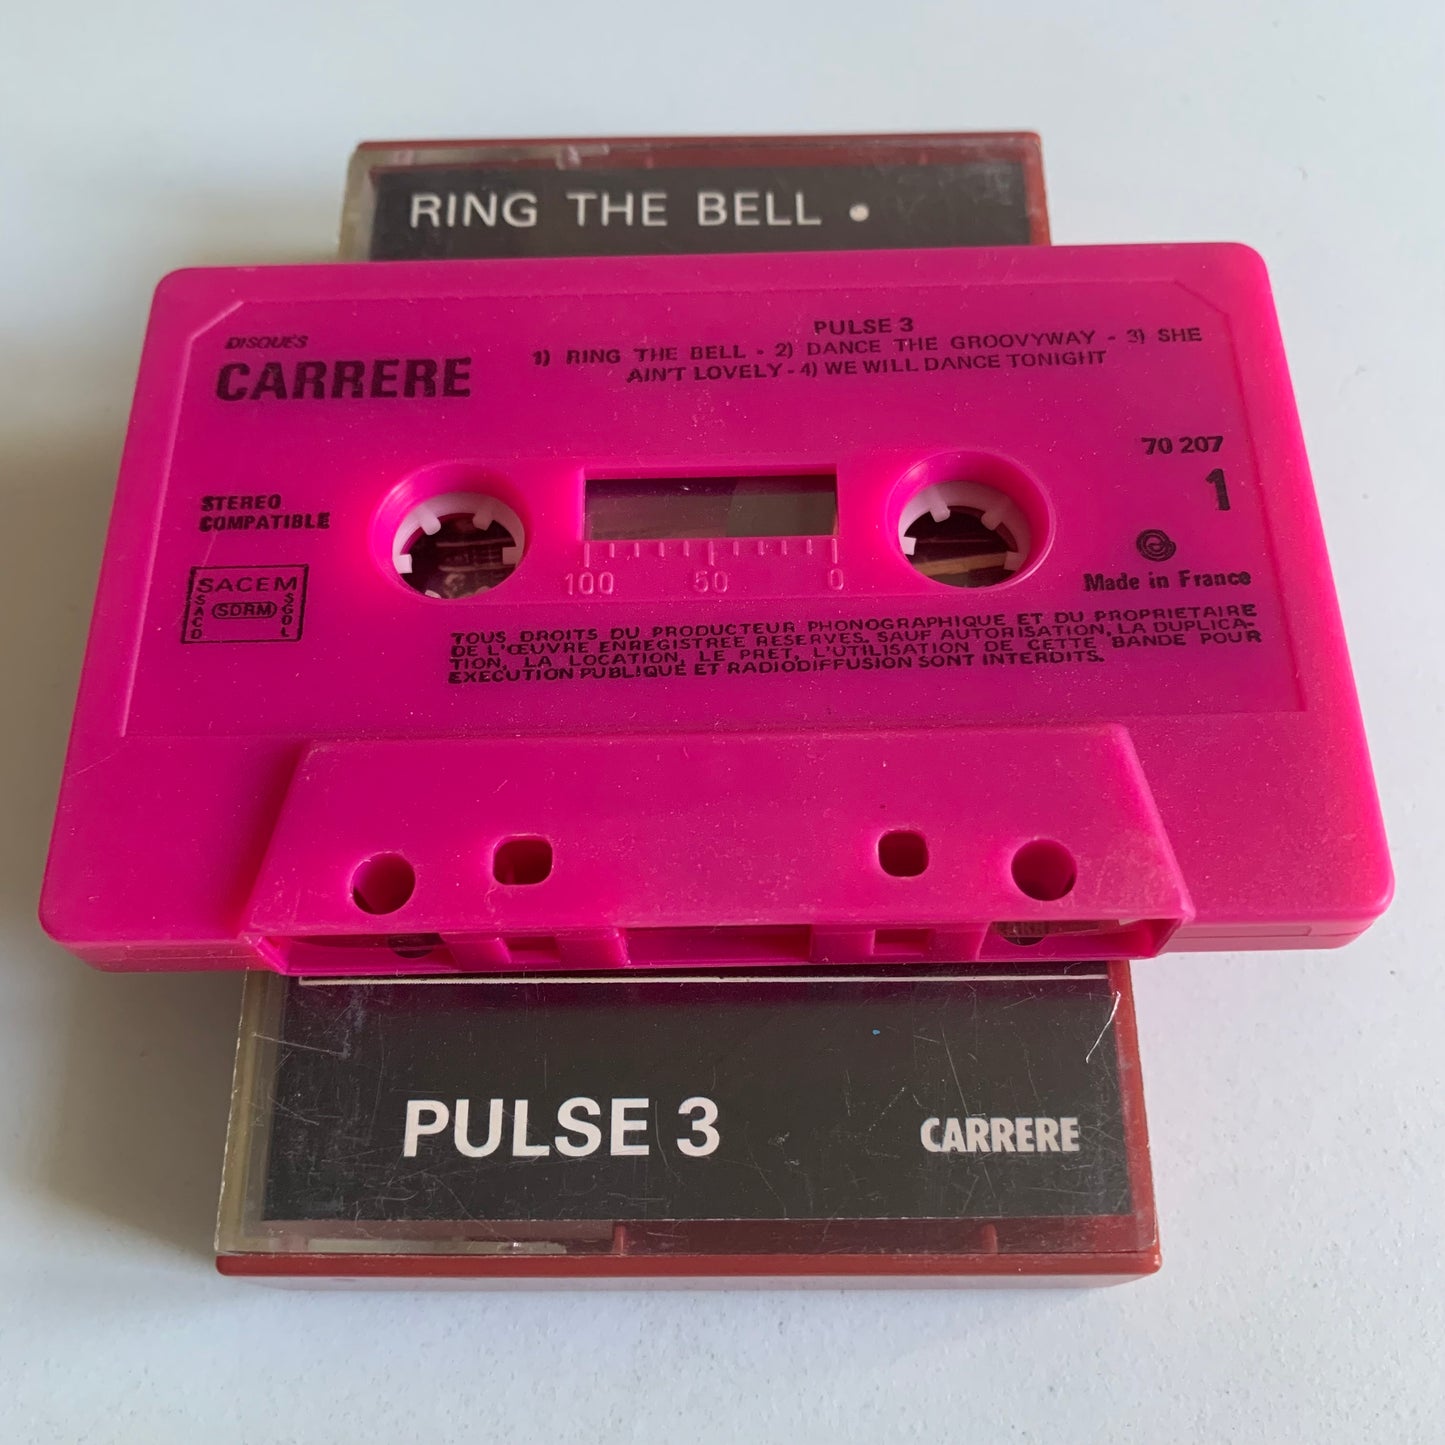 RING THE BELL •
DISQUES
CARRERE
PULSE 3
1) RING THE BELL - 2) DANCE THE GROOVYWAY - 3) SHE
AIN'T LOVELY - 4) WE WILL DANCE TONIGHT
70 207
1
STEREO
COMPATIBLE
SACEM
SACD
SDRM
SGDL
100 50 0
Made in France
TOUS DROITS DU PRODUCTEUR PHONOGRAPHIQUE ET DU PROPRIETAIRE
DE L'ŒUVRE ENREGISTREE RESERVES. SAUF AUTORISATION, LA DUPLICA-
TION, LA LOCATION, LE PRET, L'UTILISATION DE CETTE BANDE POUR
EXECUTION PUBLIQUE ET RADIODIFFUSION SONT INTERDITS.
PULSE 3
CARRERE